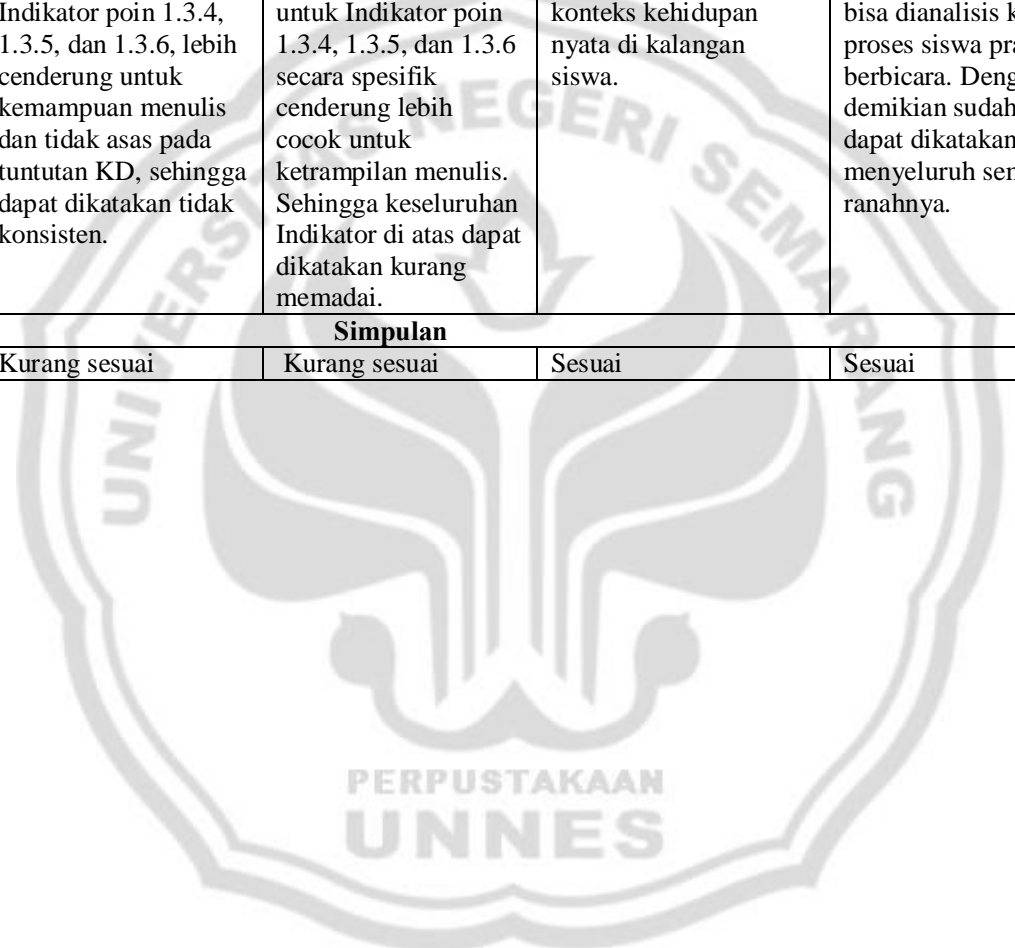 Indikator poin 1.3.4,
1.3.5, dan 1.3.6, lebih
cenderung untuk
kemampuan menulis
dan tidak asas pada
tuntutan KD, sehingga
dapat dikatakan tidak
konsisten.
untuk Indikator poin
1.3.4, 1.3.5, dan 1.3.6
secara spesifik
cenderung lebih
cocok untuk
ketrampilan menulis.
Sehingga keseluruhan
Indikator di atas dapat
dikatakan kurang
memadai.
konteks kehidupan
nyata di kalangan
siswa.
bisa dianalisis
proses siswa
berbicara.
demikian sudah
dapat dikatakan
menyeluruh
ranahnya.
Simpulan
Kurang sesuai
Kurang sesuai
Sesuai
Sesuai
UNIVERSITAS NEGERI SEMARANG
PERPUSTAKAAN
UNNES